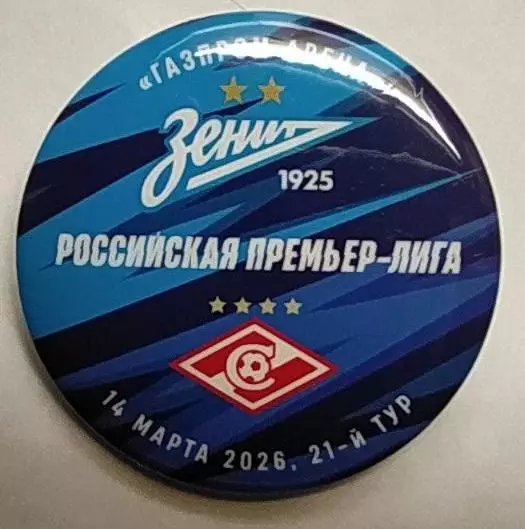 «ГАЗПРОМ АРЕНА»
Зенит
1925
РОССИЙСКАЯ ПРЕМЬЕР-ЛИГА
С
14 МАРТА 2026, 21-й ТУР